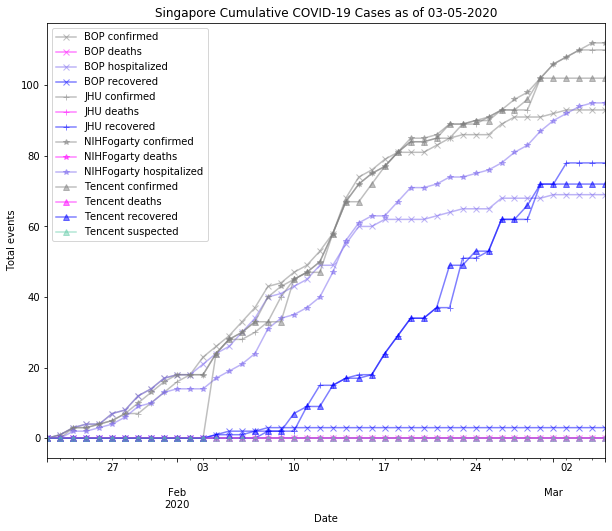 Singapore Cumulative COVID-19 Cases as of 03-05-2020
BOP confirmed
BOP deaths
BOP hospitalized
BOP recovered
JHU confirmed
JHU deaths
JHU recovered
NIHFogarty confirmed
NIHFogarty deaths
NIHFogarty hospitalized
Tencent confirmed
Tencent deaths
Tencent recovered
Tencent suspected
Total events
100
80
60
40
20
0
27 03 10 17 24 02
Feb Mar
2020
Date